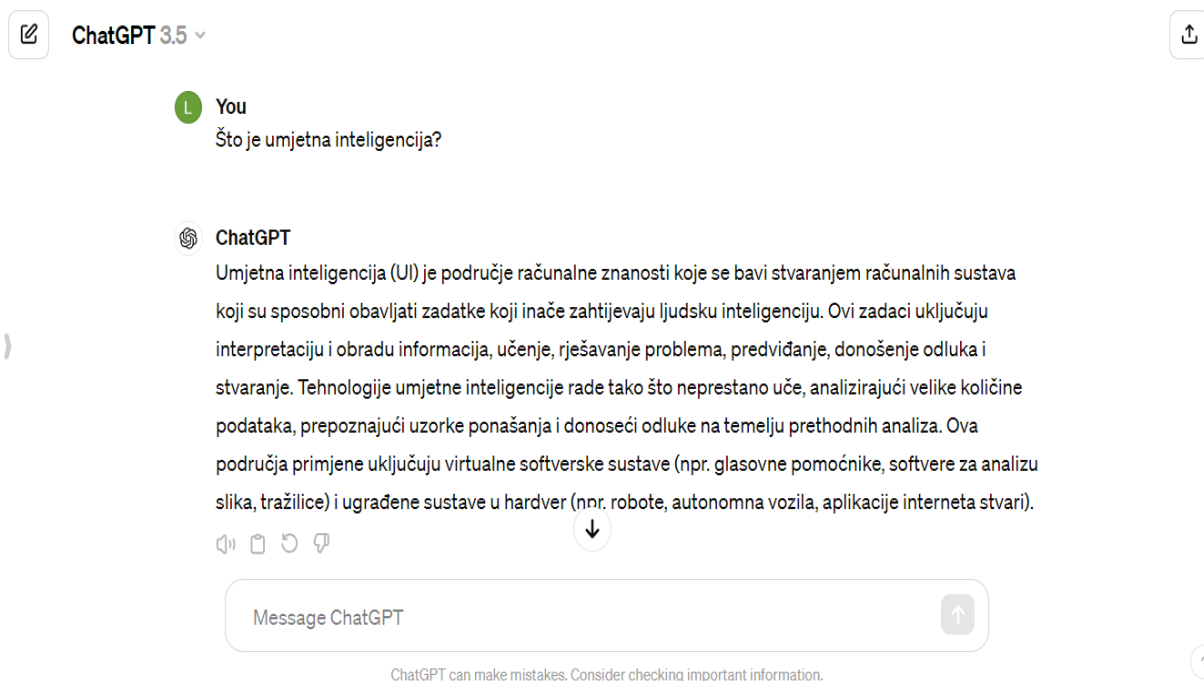 ChatGPT 3.5
L
You
Što je umjetna inteligencija?
ChatGPT
Umjetna inteligencija (UI) je područje računalne znanosti koje se bavi stvaranjem računalnih sustava
koji su sposobni obavljati zadatke koji inače zahtijevaju ljudsku inteligenciju. Ovi zadaci uključuju
interpretaciju i obradu informacija, učenje, rješavanje problema, predviđanje, donošenje odluka i
stvaranje. Tehnologije umjetne inteligencije rade tako što neprestano uče, analizirajući velike količine
podataka, prepoznajući uzorke ponašanja i donoseći odluke na temelju prethodnih analiza. Ova
područja primjene uključuju virtualne softverske sustave (npr. glasovne pomoćnike, softvere za analizu
slika, tražilice) i ugrađene sustave u hardver (npr. robote, autonomna vozila, aplikacije interneta stvari).
Message ChatGPT
ChatGPT can make mistakes. Consider checking important information.